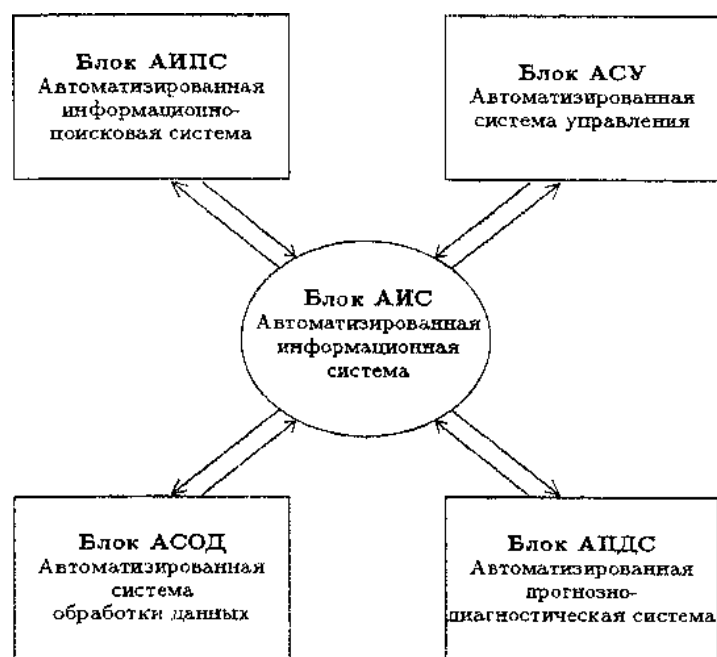 Блок АИПС
Автоматизированная
информационно-
поисковая система
Блок АСУ
Автоматизированная
система управления
Блок АИС
Автоматизированная
информационная
система
Блок АСОД
Автоматизированная
система
обработки данных
Блок АПДС
Автоматизированная
прогнозно-
диагностическая система